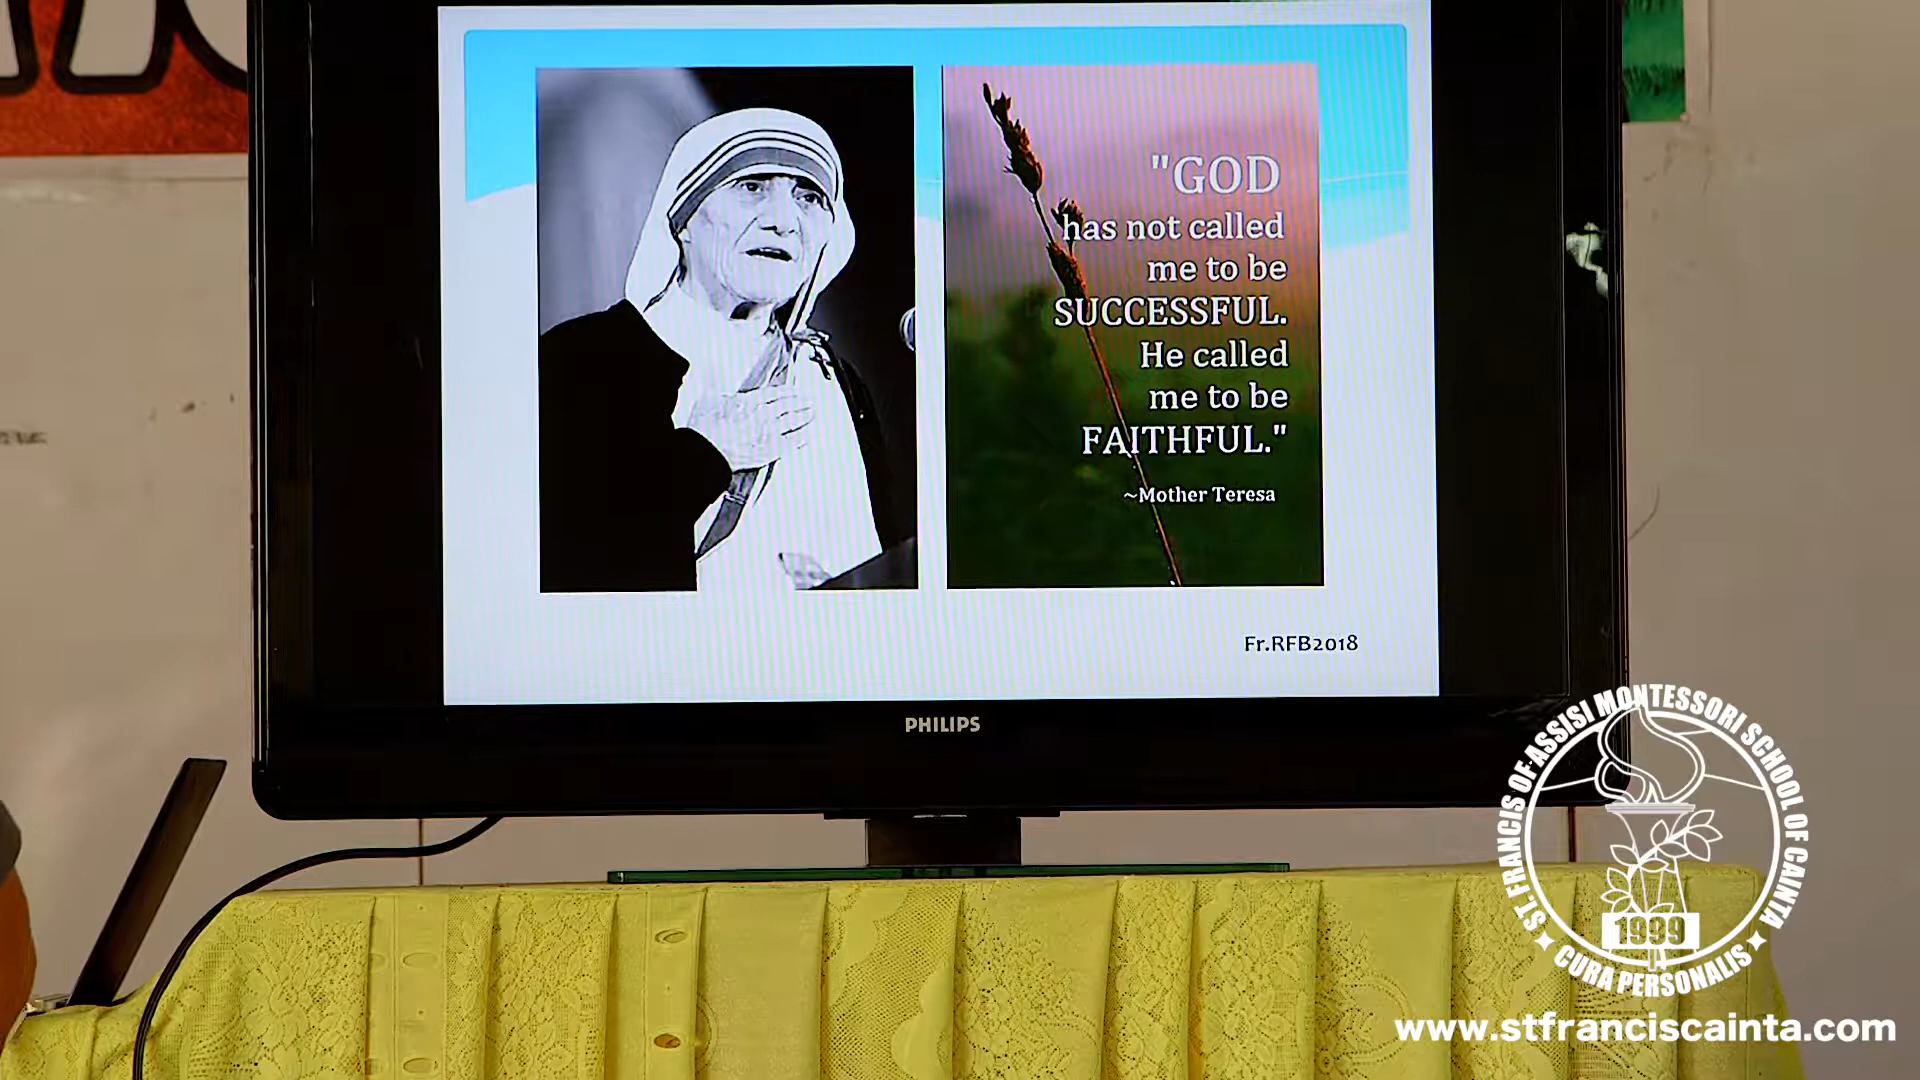 "GOD
has not called
me to be
SUCCESSFUL.
He called
me to be
FAITHFUL."
~Mother Teresa
Fr.RFB2018
PHILIPS
ST. FRANCIS OF ASSISI MONTESSORI SCHOOL OF CAINTA
1999
CURA PERSONALIS
www.stfranciscainta.com